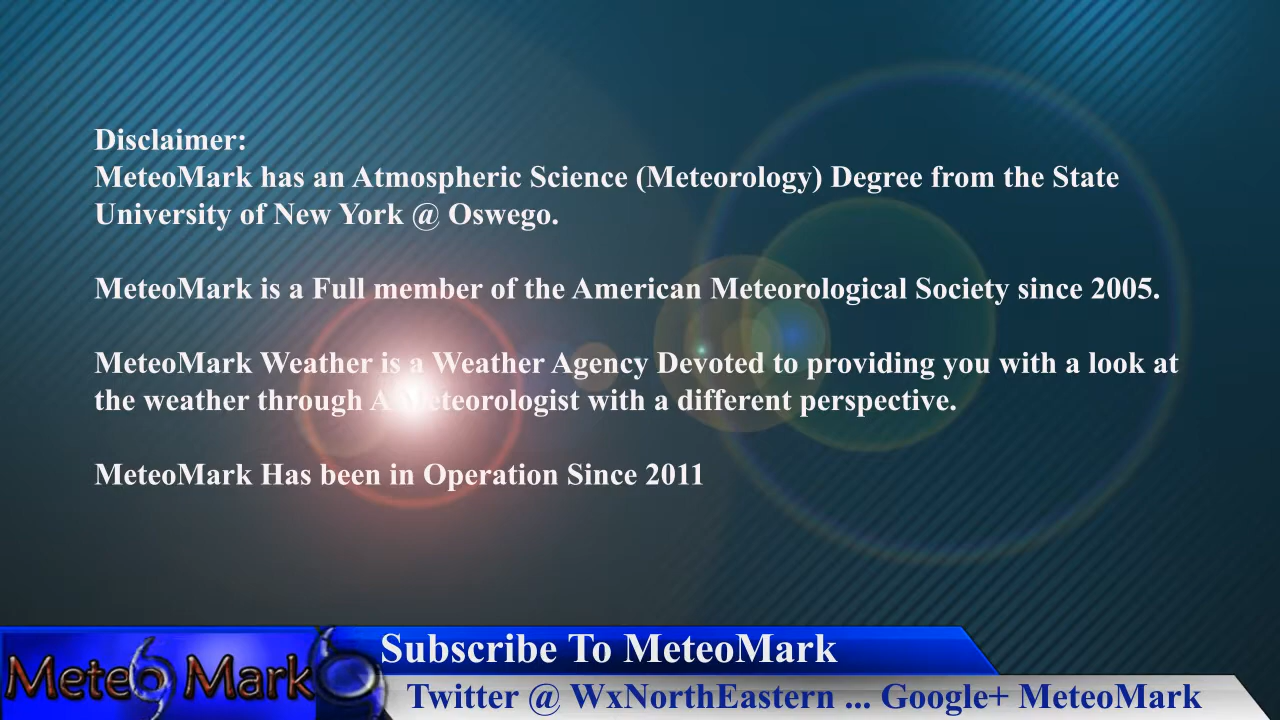 Disclaimer:
MeteoMark has an Atmospheric Science (Meteorology) Degree from the State
University of New York @ Oswego.
MeteoMark is a Full member of the American Meteorological Society since 2005.
MeteoMark Weather is a Weather Agency Devoted to providing you with a look at
the weather through A Meteorologist with a different perspective.
MeteoMark Has been in Operation Since 2011
Subscribe To MeteoMark
Meteo Mark
Twitter @ WxNorthEastern ... Google+ MeteoMark